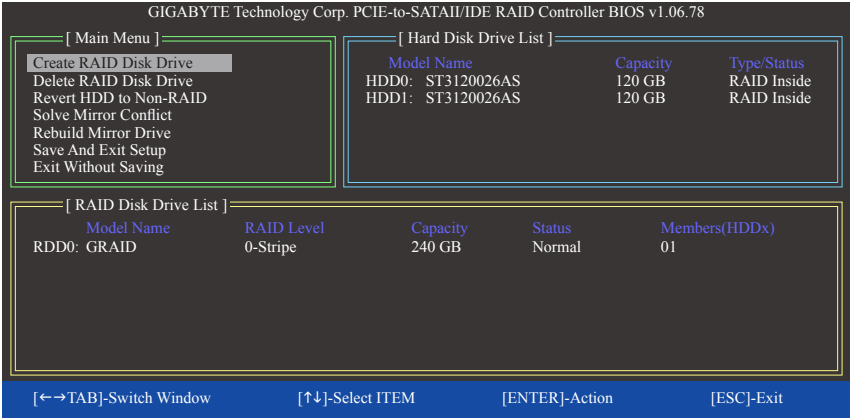 GIGABYTE Technology Corp. PCIE-to-SATAII/IDE RAID Controller BIOS v1.06.78
[ Main Menu ]
Create RAID Disk Drive
Delete RAID Disk Drive
Revert HDD to Non-RAID
Solve Mirror Conflict
Rebuild Mirror Drive
Save And Exit Setup
Exit Without Saving
[ Hard Disk Drive List ]
Model Name Capacity Type/Status
HDD0: ST3120026AS 120 GB RAID Inside
HDD1: ST3120026AS 120 GB RAID Inside
[ RAID Disk Drive List ]
Model Name RAID Level Capacity Status Members(HDDx)
RDD0: GRAID 0-Stripe 240 GB Normal 01
[←→TAB]-Switch Window [↑↓]-Select ITEM [ENTER]-Action [ESC]-Exit